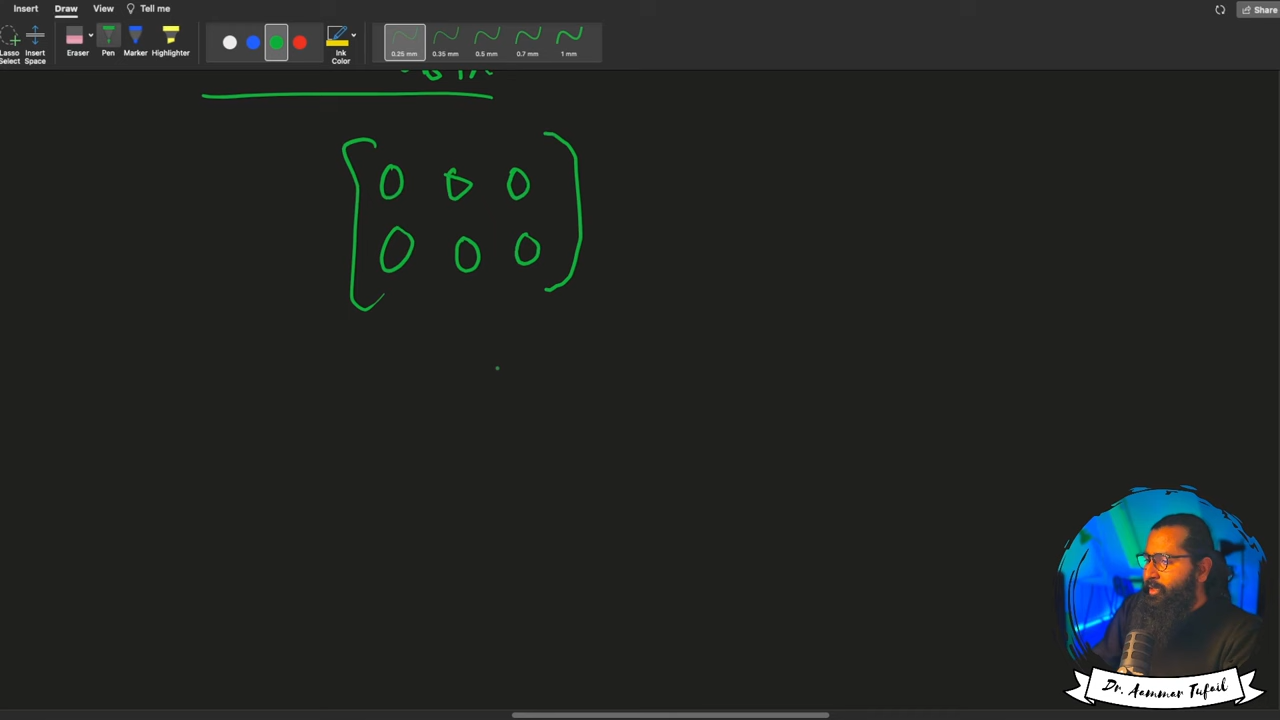 Insert Draw View Tell me
Share
Lasso Select
Insert Space
Eraser
Pen
Marker
Highlighter
Ink Color
0.25 mm
0.35 mm
0.5 mm
0.7 mm
1 mm
0 0 0
0 0 0
Dr. Aammar Tufail